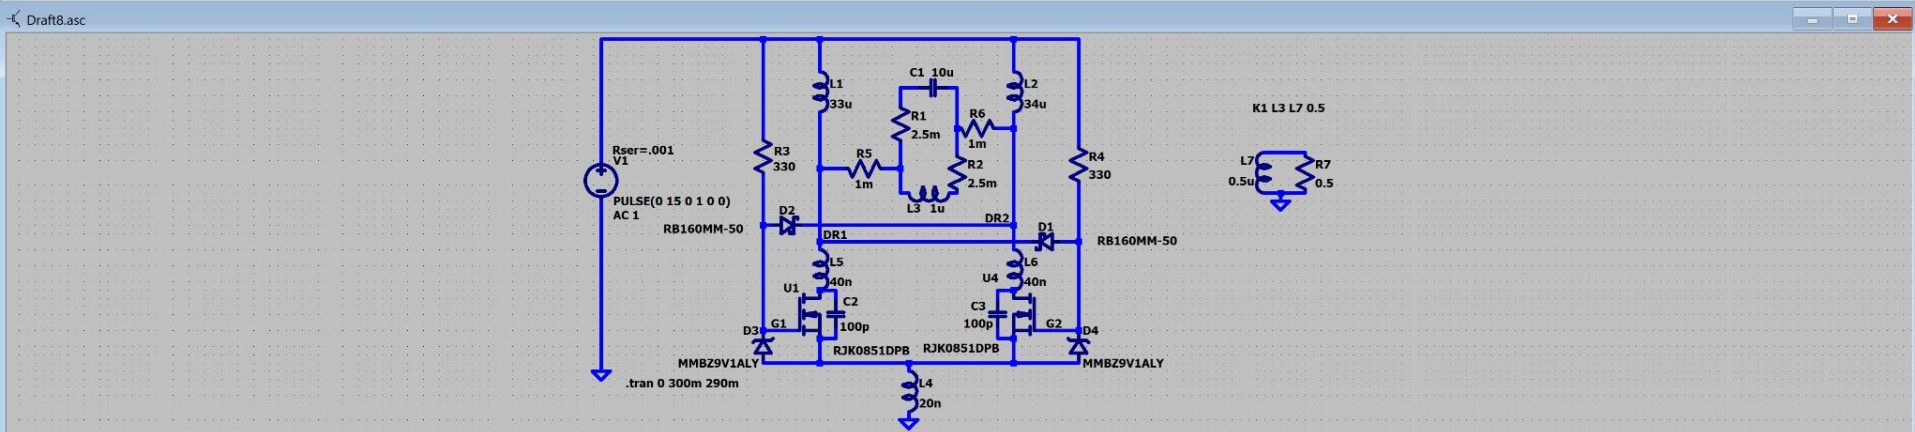 Draft8.asc
C1 10u
L1
33u
L2
34u
R1
2.5m
R6
1m
K1 L3 L7 0.5
Rser=.001
V1
R3
330
R5
1m
R2
2.5m
R4
330
L7
0.5u
R7
0.5
L3 1u
PULSE(0 15 0 1 0 0)
AC 1
D2
DR2
RB160MM-50
DR1
D1
RB160MM-50
L5
40n
L6
40n
U1
U4
C2
100p
C3
100p
D3
G1
G2
D4
RJK0851DPB
RJK0851DPB
MMBZ9V1ALY
MMBZ9V1ALY
.tran 0 300m 290m
L4
20n